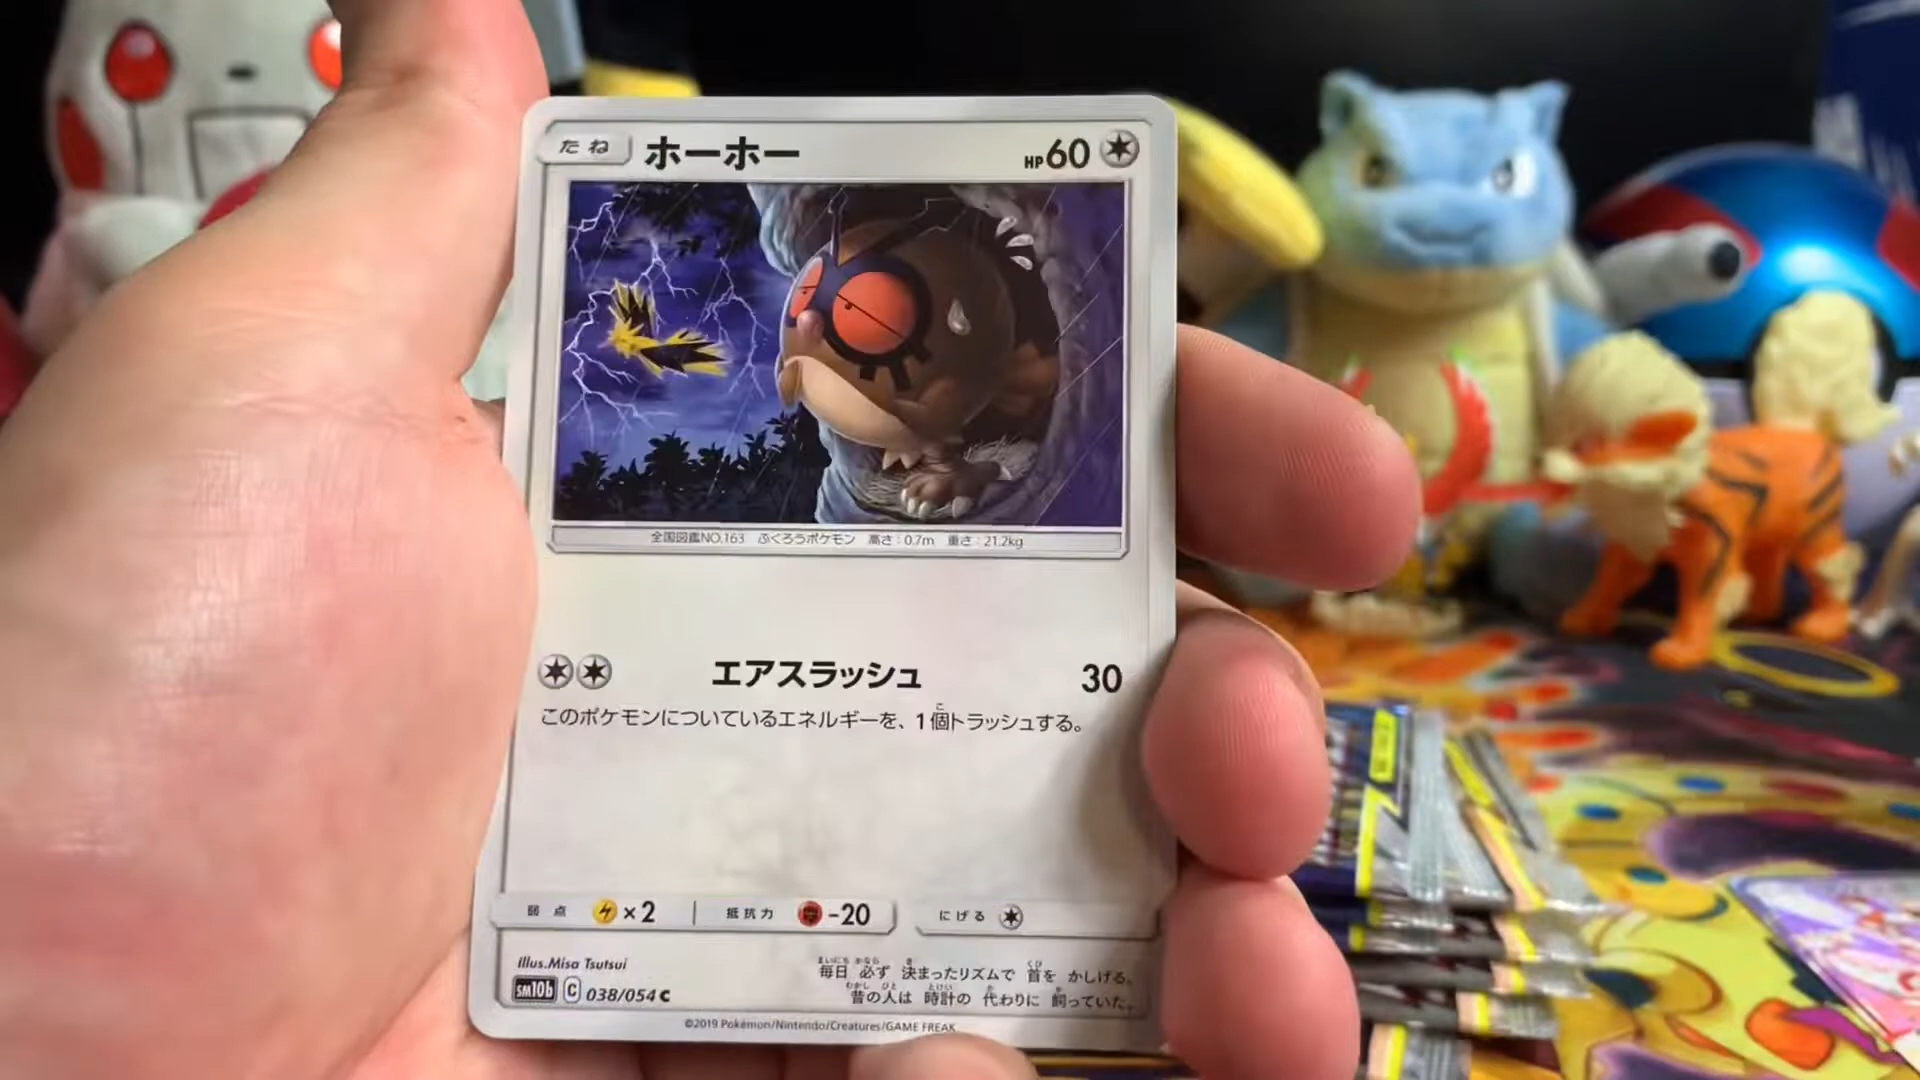 たね ホーホー HP60
全国図鑑NO.163 ふくろうポケモン 高さ:0.7m 重さ:21.2kg
エアスラッシュ 30
このポケモンについているエネルギーを、1個トラッシュする。
弱点 ×2 抵抗力 -20 にげる
Illus.Misa Tsutsui
毎日 必ず 決まったリズムで 首を かしげる。
昔の人は 時計の 代わりに 飼っていた。
sm10b C 038/054 C
©2019 Pokémon/Nintendo/Creatures/GAME FREAK